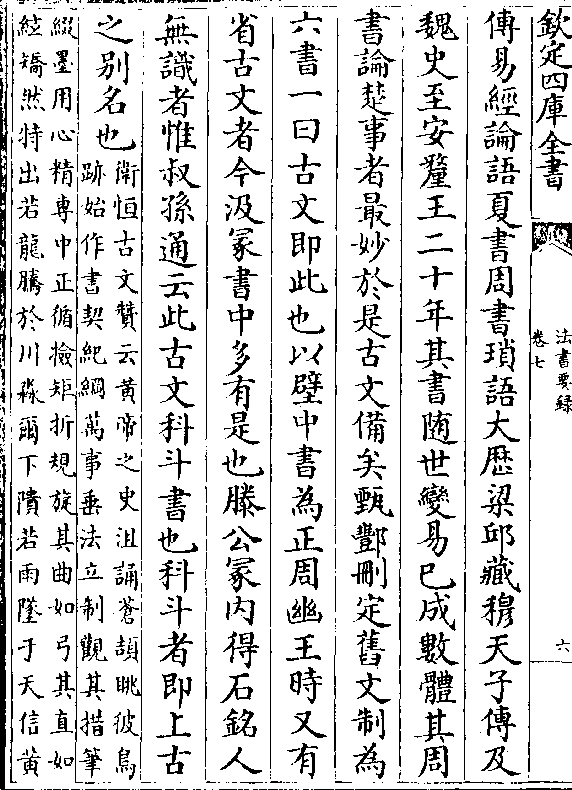 欽定四庫全書
法書要錄
卷七
六
傳易經論語夏書周書瑣語大歷梁邱藏穆天子傳及
魏史至安釐王二十年其書随世變易已成數體其周
書論楚事者最妙於是古文備矣甄酆刪定舊文制為
六書一曰古文即此也以壁中書為正周幽王時又有
省古文者今汲冡書中多有是也滕公冡内得石銘人
無識者惟叔孫通云此古文科斗書也科斗者即上古
之别名也
衛恒古文贊云黄帝之史沮誦蒼頡眺彼鳥
跡始作書契紀綱萬事垂法立制觀其措筆
綴墨用心精專中正循檢矩折規旋其曲如弓其直如
絃矯然特出若龍騰於川淼爾下隤若雨墜于天信黄